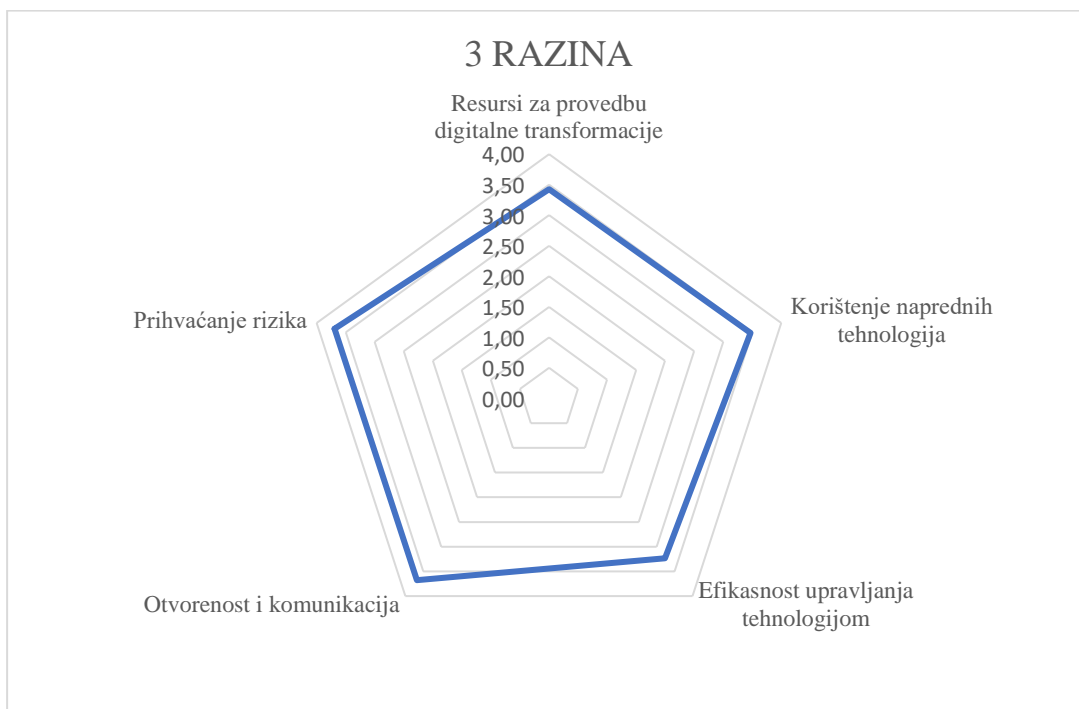 3 RAZINA
Resursi za provedbu
digitalne transformacije
4,00
3,50
3,00
2,50
2,00
1,50
1,00
0,50
0,00
Korištenje naprednih
tehnologija
Prihvaćanje rizika
Efikasnost upravljanja
tehnologijom
Otvorenost i komunikacija